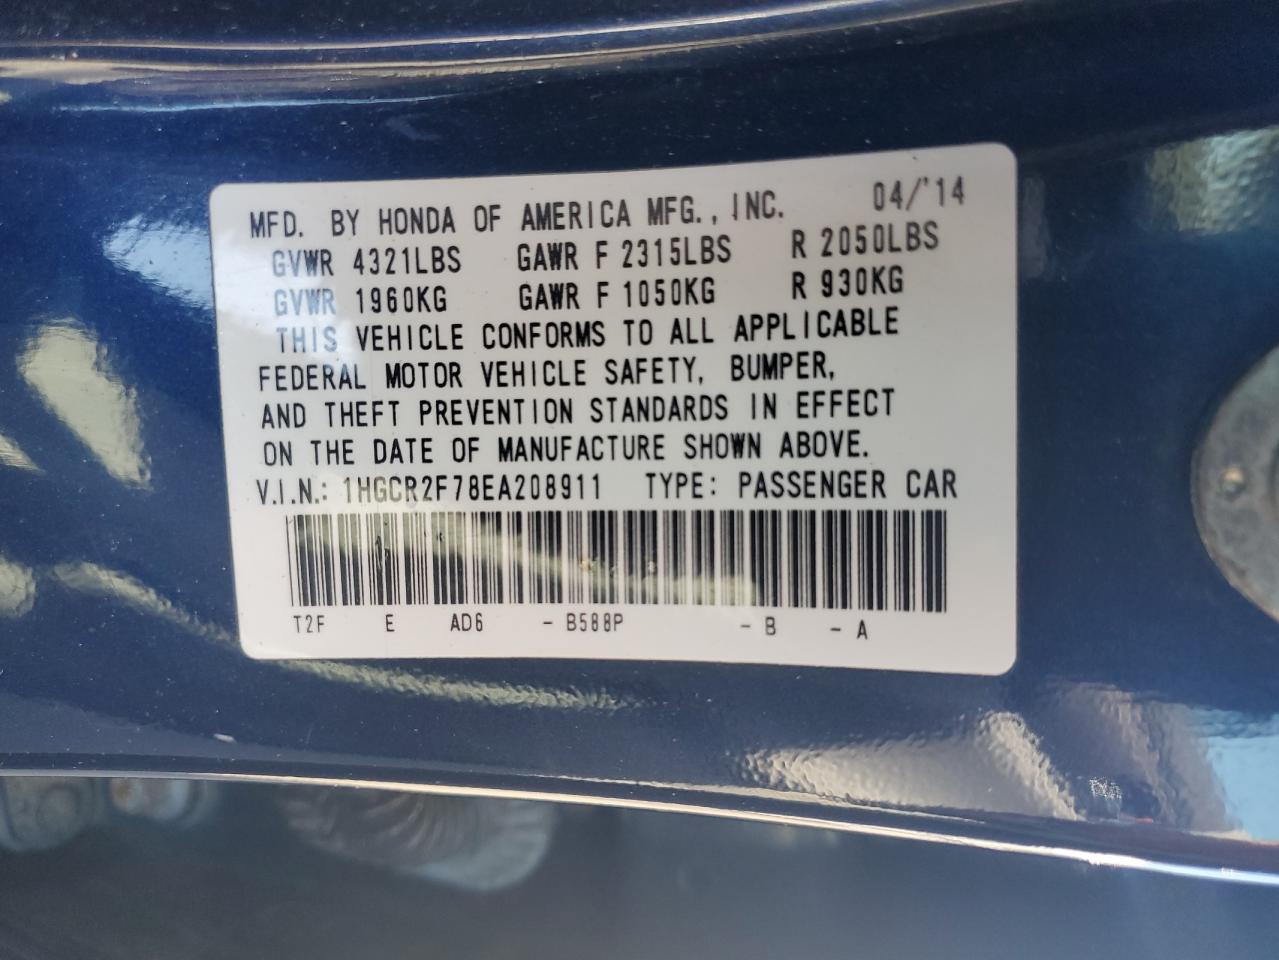 MFD. BY HONDA OF AMERICA MFG., INC. 04/'14
GVWR 4321LBS GAWR F 2315LBS R 2050LBS
GVWR 1960KG GAWR F 1050KG R 930KG
THIS VEHICLE CONFORMS TO ALL APPLICABLE
FEDERAL MOTOR VEHICLE SAFETY, BUMPER,
AND THEFT PREVENTION STANDARDS IN EFFECT
ON THE DATE OF MANUFACTURE SHOWN ABOVE.
V.I.N.: 1HGCR2F78EA208911 TYPE: PASSENGER CAR
T2F E AD6 - B588P - B - A